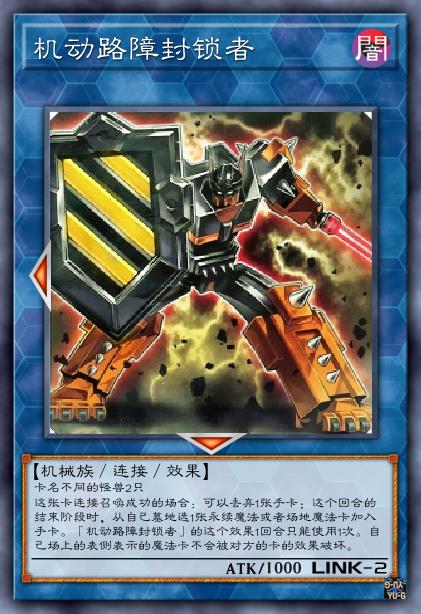 机动路障封锁者
闇
【机械族/连接/效果】
卡名不同的怪兽2只
这张卡连接召唤成功的场合:可以丢弃1张手卡;这个回合的
结束阶段时,从自己墓地选1张永续魔法或者场地魔法卡加入
手卡。「机动路障封锁者」的这个效果1回合只能使用1次。自
己场上的表侧表示的魔法卡不会被对方的卡的效果破坏。
ATK/1000 LINK-2